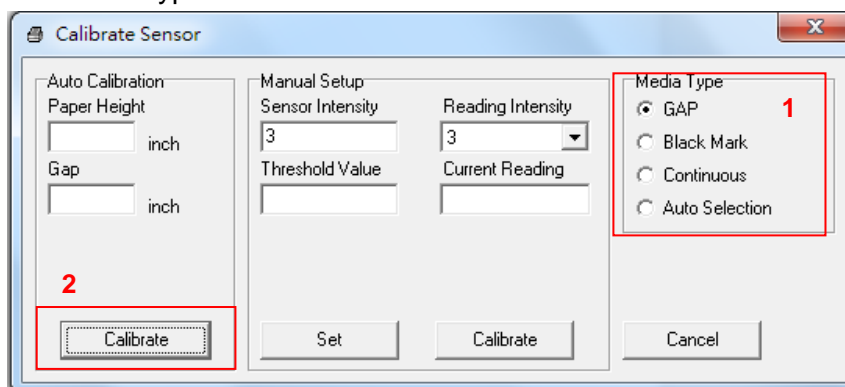 Calibrate Sensor
Auto Calibration
Paper Height
inch
Gap
inch
2
Calibrate
Manual Setup
Sensor Intensity
3
Reading Intensity
3
Threshold Value
Current Reading
Set
Calibrate
Media Type
1
GAP
Black Mark
Continuous
Auto Selection
Cancel